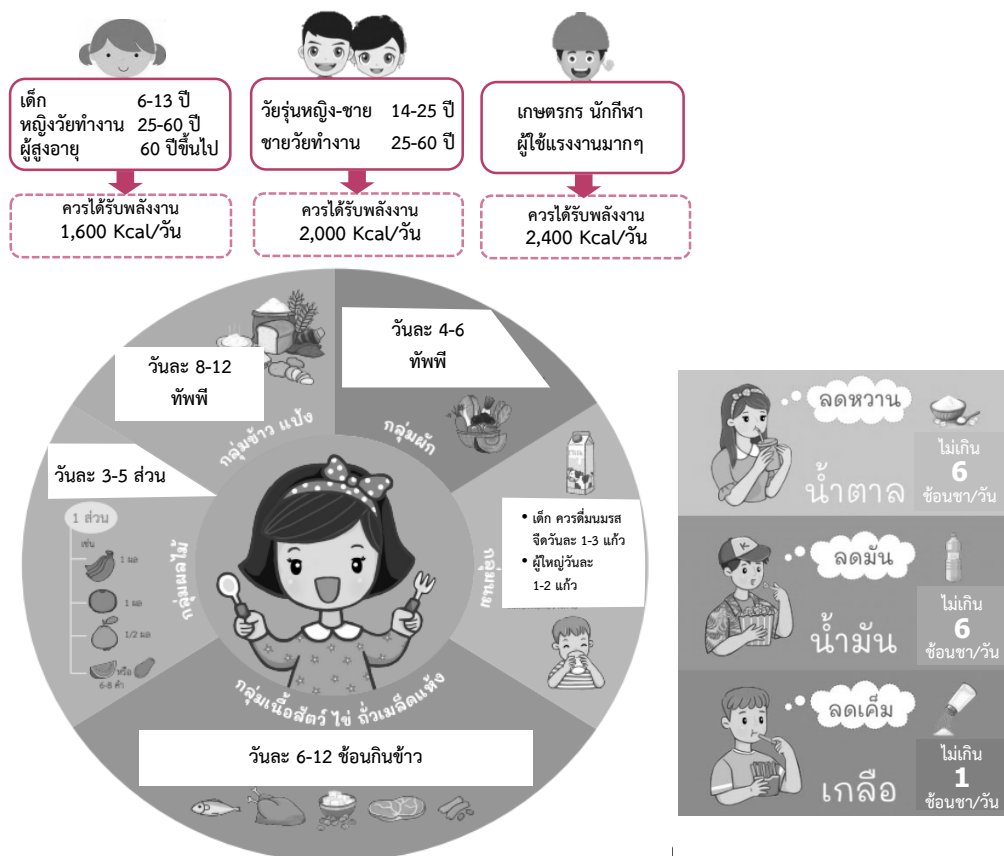 เด็ก 6-13 ปี
หญิงวัยทำงาน 25-60 ปี
ผู้สูงอายุ 60 ปีขึ้นไป
ควรได้รับพลังงาน
1,600 Kcal/วัน
วัยรุ่นหญิง-ชาย 14-25 ปี
ชายวัยทำงาน 25-60 ปี
ควรได้รับพลังงาน
2,000 Kcal/วัน
เกษตรกร นักกีฬา
ผู้ใช้แรงงานมากๆ
ควรได้รับพลังงาน
2,400 Kcal/วัน
วันละ 8-12
ทัพพี
กลุ่มข้าว แป้ง
วันละ 4-6
ทัพพี
กลุ่มผัก
วันละ 3-5 ส่วน
1 ส่วน
เช่น
1 ผล
1 ผล
1/2 ผล
หรือ
6-8 คำ
กลุ่มผลไม้
• เด็ก ควรดื่มนมรส
จืดวันละ 1-3 แก้ว
• ผู้ใหญ่วันละ
1-2 แก้ว
กลุ่มนม
กลุ่มเนื้อสัตว์ ไข่ ถั่วเมล็ดแห้ง
วันละ 6-12 ช้อนกินข้าว
ลดหวาน
น้ำตาล
ไม่เกิน
6
ช้อนชา/วัน
ลดมัน
น้ำมัน
ไม่เกิน
6
ช้อนชา/วัน
ลดเค็ม
เกลือ
ไม่เกิน
1
ช้อนชา/วัน